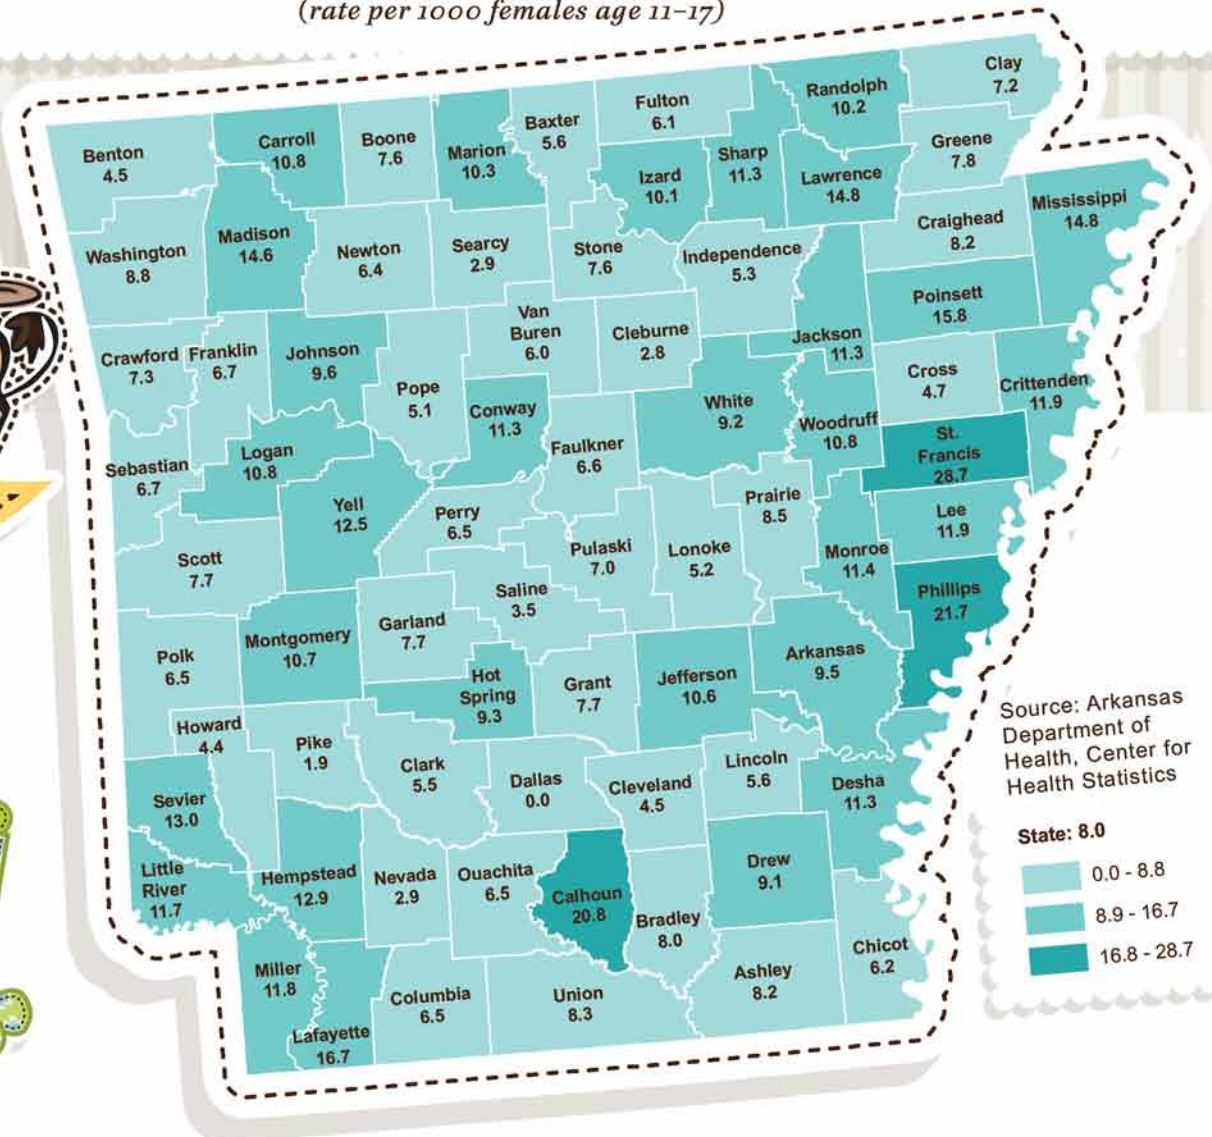 (rate per 1000 females age 11–17)
Benton
4.5
Carroll
10.8
Boone
7.6
Marion
10.3
Baxter
5.6
Fulton
6.1
Randolph
10.2
Clay
7.2
Izard
10.1
Sharp
11.3
Lawrence
14.8
Greene
7.8
Washington
8.8
Madison
14.6
Newton
6.4
Searcy
2.9
Stone
7.6
Independence
5.3
Craighead
8.2
Mississippi
14.8
Crawford
7.3
Franklin
6.7
Johnson
9.6
Pope
5.1
Van
Buren
6.0
Cleburne
2.8
Jackson
11.3
Poinsett
15.8
Sebastian
6.7
Logan
10.8
Conway
11.3
Faulkner
6.6
White
9.2
Woodruff
10.8
Cross
4.7
Crittenden
11.9
St.
Francis
28.7
Scott
7.7
Yell
12.5
Perry
6.5
Pulaski
7.0
Lonoke
5.2
Prairie
8.5
Monroe
11.4
Lee
11.9
Phillips
21.7
Polk
6.5
Montgomery
10.7
Garland
7.7
Saline
3.5
Hot
Spring
9.3
Grant
7.7
Jefferson
10.6
Arkansas
9.5
Howard
4.4
Pike
1.9
Clark
5.5
Dallas
0.0
Cleveland
4.5
Lincoln
5.6
Desha
11.3
Sevier
13.0
Little
River
11.7
Hempstead
12.9
Nevada
2.9
Ouachita
6.5
Calhoun
20.8
Bradley
8.0
Drew
9.1
Miller
11.8
Lafayette
16.7
Columbia
6.5
Union
8.3
Ashley
8.2
Chicot
6.2
Source: Arkansas
Department of
Health, Center for
Health Statistics
State: 8.0
0.0 - 8.8
8.9 - 16.7
16.8 - 28.7